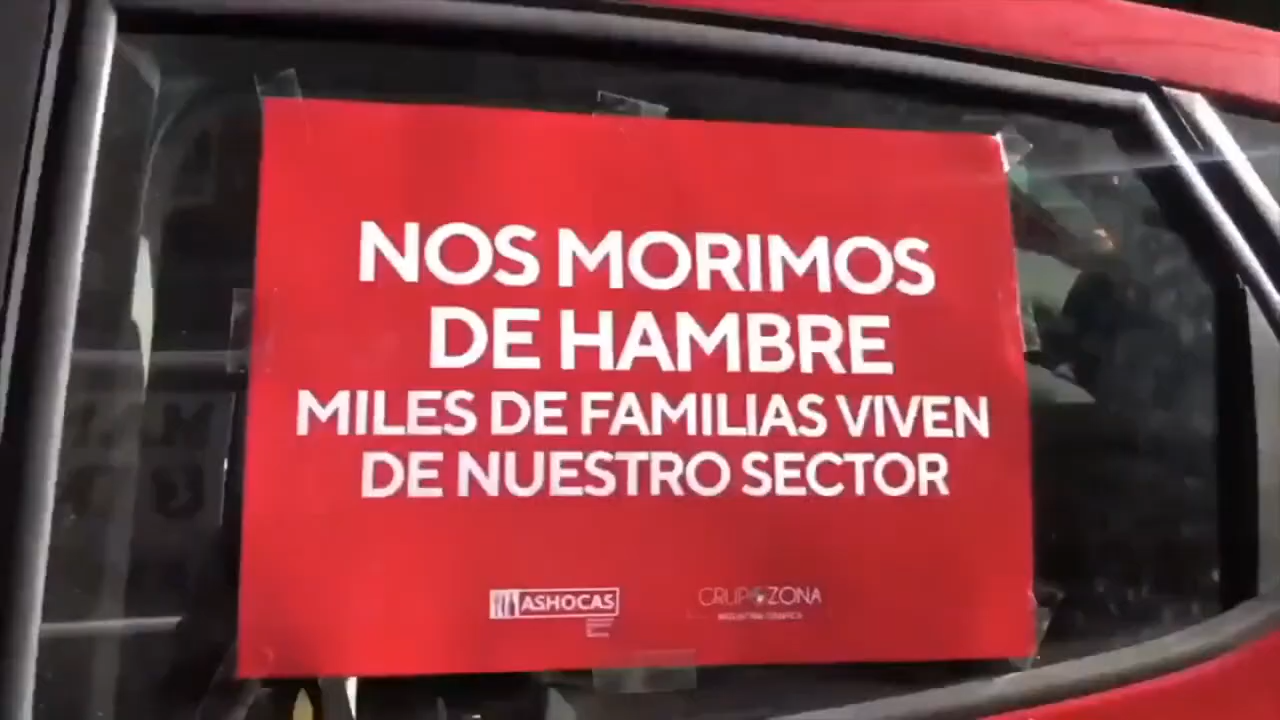 NOS MORIMOS
DE HAMBRE
MILES DE FAMILIAS VIVEN
DE NUESTRO SECTOR
ASHOCAS
GRUPOZONA